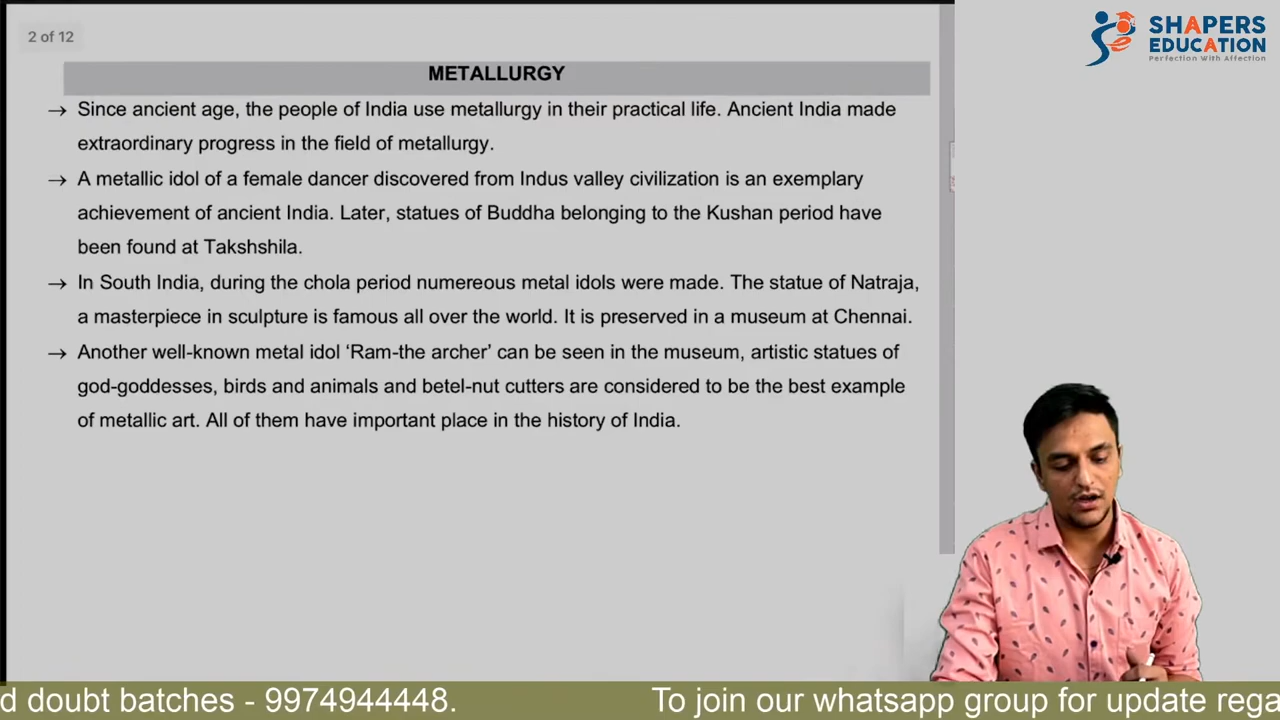 2 of 12
SHAPERS
EDUCATION
Perfection With Affection
METALLURGY
→ Since ancient age, the people of India use metallurgy in their practical life. Ancient India made
extraordinary progress in the field of metallurgy.
→ A metallic idol of a female dancer discovered from Indus valley civilization is an exemplary
achievement of ancient India. Later, statues of Buddha belonging to the Kushan period have
been found at Takshshila.
→ In South India, during the chola period numereous metal idols were made. The statue of Natraja,
a masterpiece in sculpture is famous all over the world. It is preserved in a museum at Chennai.
→ Another well-known metal idol ‘Ram-the archer’ can be seen in the museum, artistic statues of
god-goddesses, birds and animals and betel-nut cutters are considered to be the best example
of metallic art. All of them have important place in the history of India.
d doubt batches - 9974944448. To join our whatsapp group for update rega